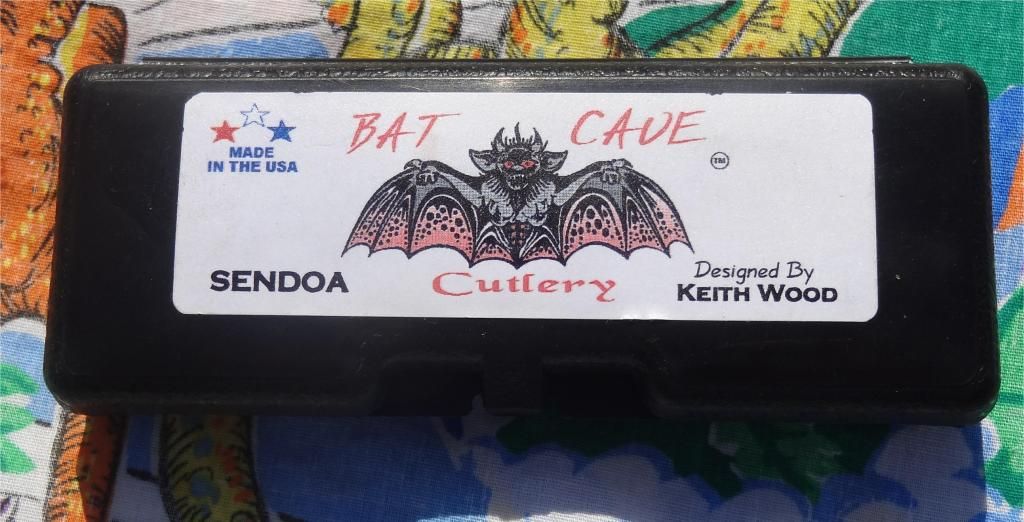 BAT CAVE
™
MADE
IN THE USA
SENDOA
Cutlery
Designed By
KEITH WOOD